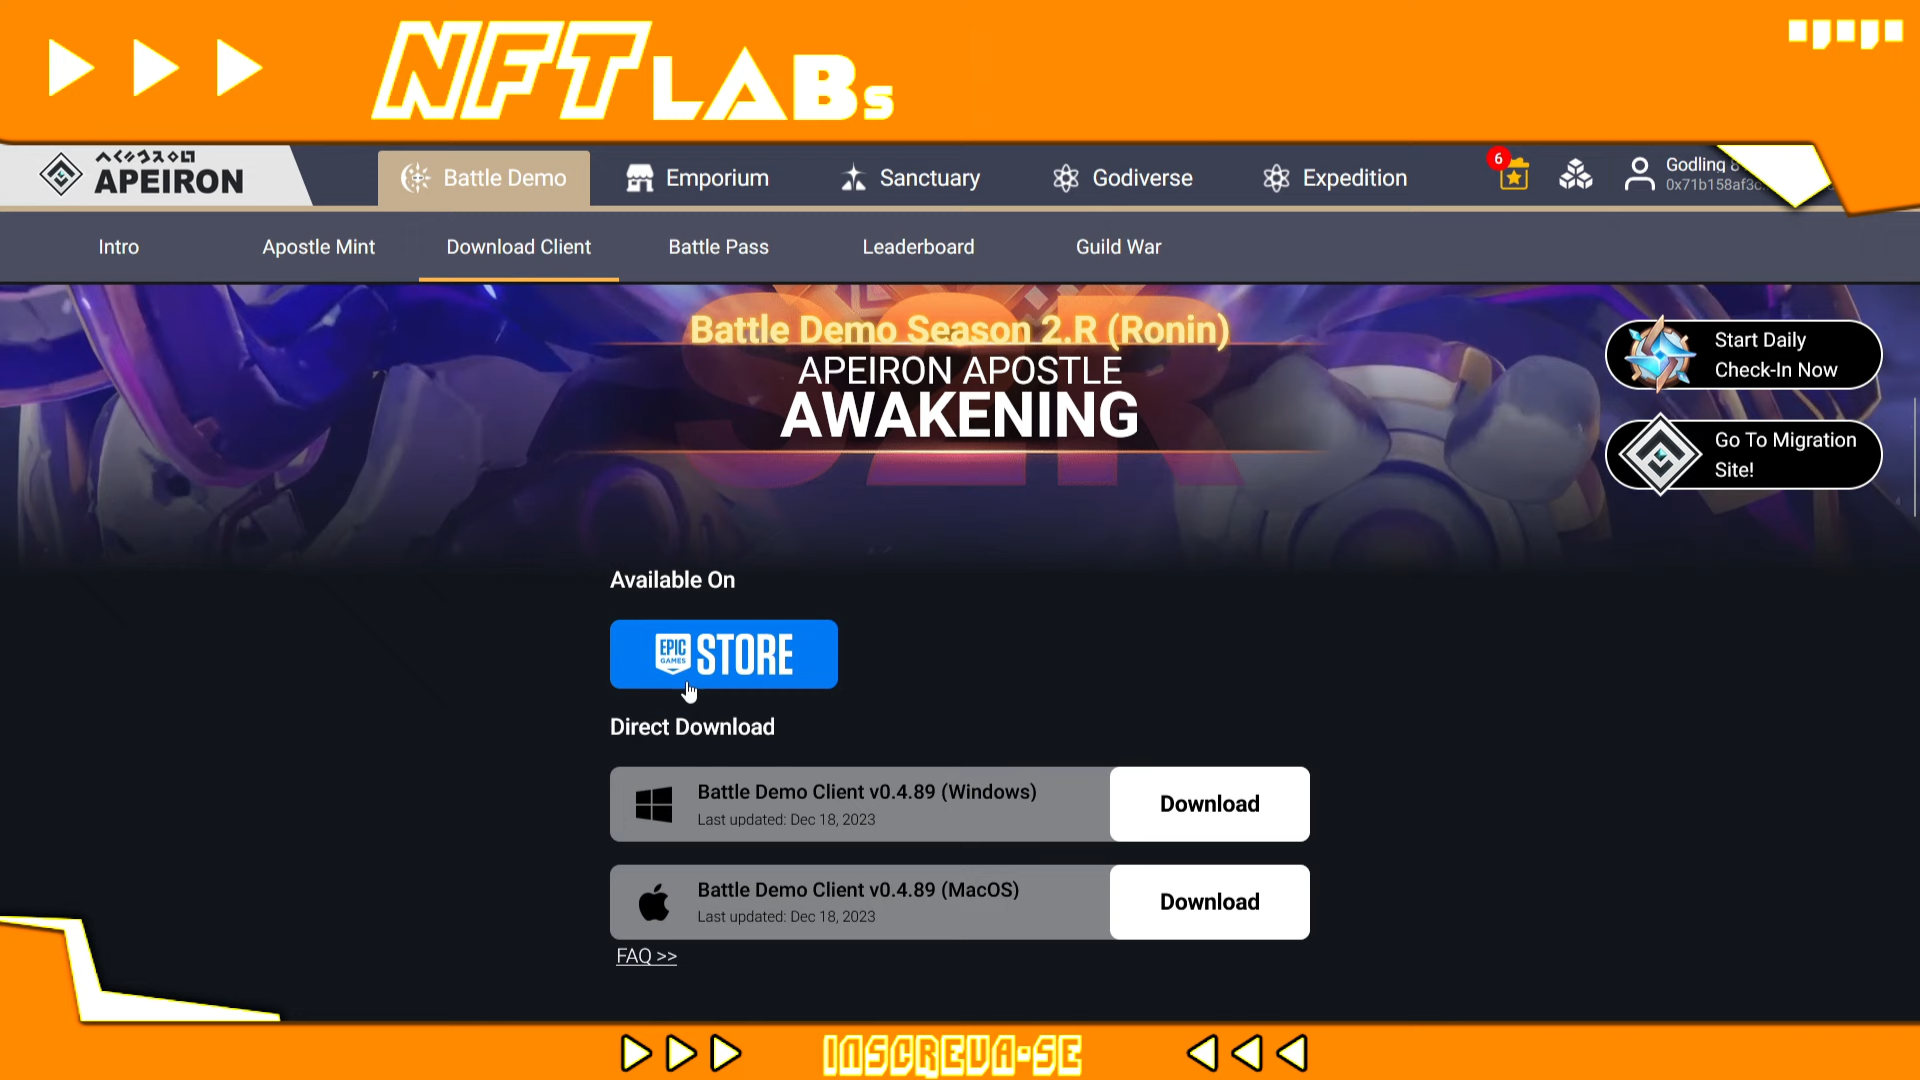 NFT LABs
APEIRON
Battle Demo
Emporium
Sanctuary
Godiverse
Expedition
6
Godling
Intro
Apostle Mint
Download Client
Battle Pass
Leaderboard
Guild War
Battle Demo Season 2.R (Ronin)
APEIRON APOSTLE
AWAKENING
S2R
Start Daily
Check-In Now
Go To Migration
Site!
Available On
EPIC GAMES STORE
Direct Download
Battle Demo Client v0.4.89 (Windows)
Last updated: Dec 18, 2023
Download
Battle Demo Client v0.4.89 (MacOS)
Last updated: Dec 18, 2023
Download
FAQ >>
INSCREVA-SE